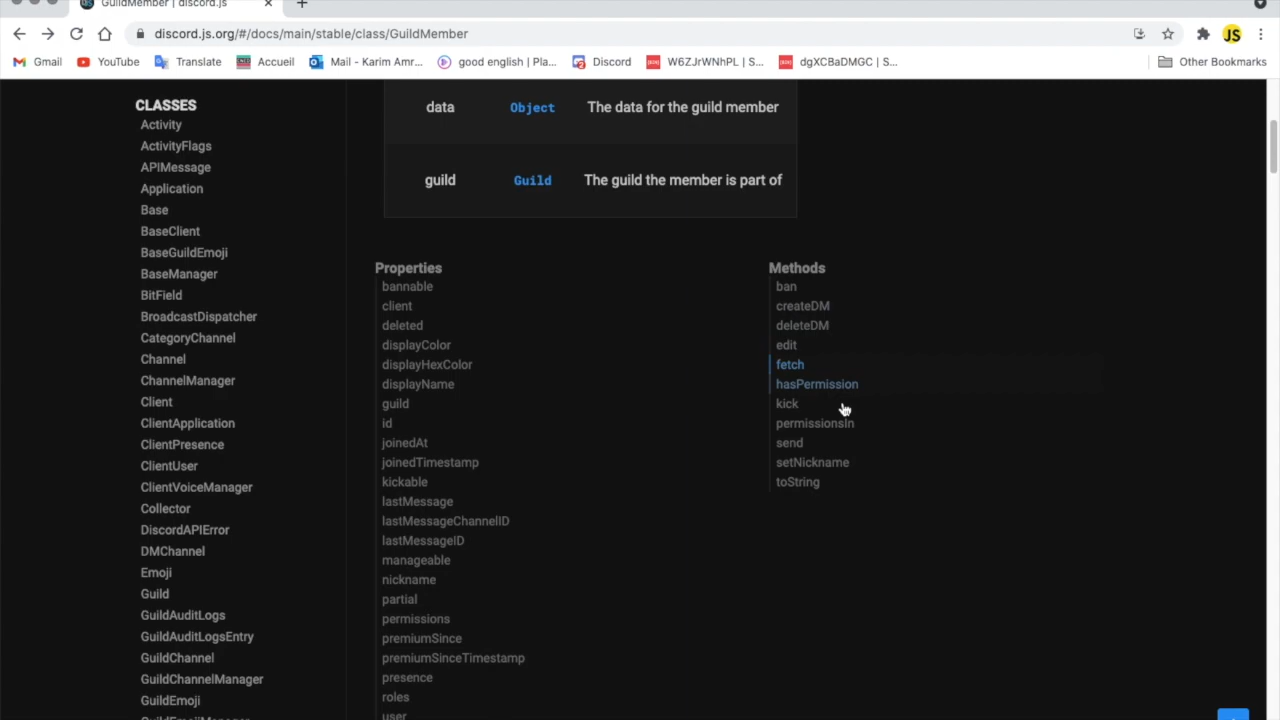 GuildMember | discord.js
discord.js.org/#/docs/main/stable/class/GuildMember
JS
Gmail
YouTube
Translate
Accueil
Mail - Karim Amr...
good english | Pla...
Discord
W6ZJrWNhPL | S...
dgXCBaDMGC | S...
Other Bookmarks
CLASSES
Activity
ActivityFlags
APIMessage
Application
Base
BaseClient
BaseGuildEmoji
BaseManager
BitField
BroadcastDispatcher
CategoryChannel
Channel
ChannelManager
Client
ClientApplication
ClientPresence
ClientUser
ClientVoiceManager
Collector
DiscordAPIError
DMChannel
Emoji
Guild
GuildAuditLogs
GuildAuditLogsEntry
GuildChannel
GuildChannelManager
GuildEmoji
GuildEmojiManager
data Object The data for the guild member
guild Guild The guild the member is part of
Properties
bannable
client
deleted
displayColor
displayHexColor
displayName
guild
id
joinedAt
joinedTimestamp
kickable
lastMessage
lastMessageChannelID
lastMessageID
manageable
nickname
partial
permissions
premiumSince
premiumSinceTimestamp
presence
roles
user
Methods
ban
createDM
deleteDM
edit
fetch
hasPermission
kick
permissionsIn
send
setNickname
toString